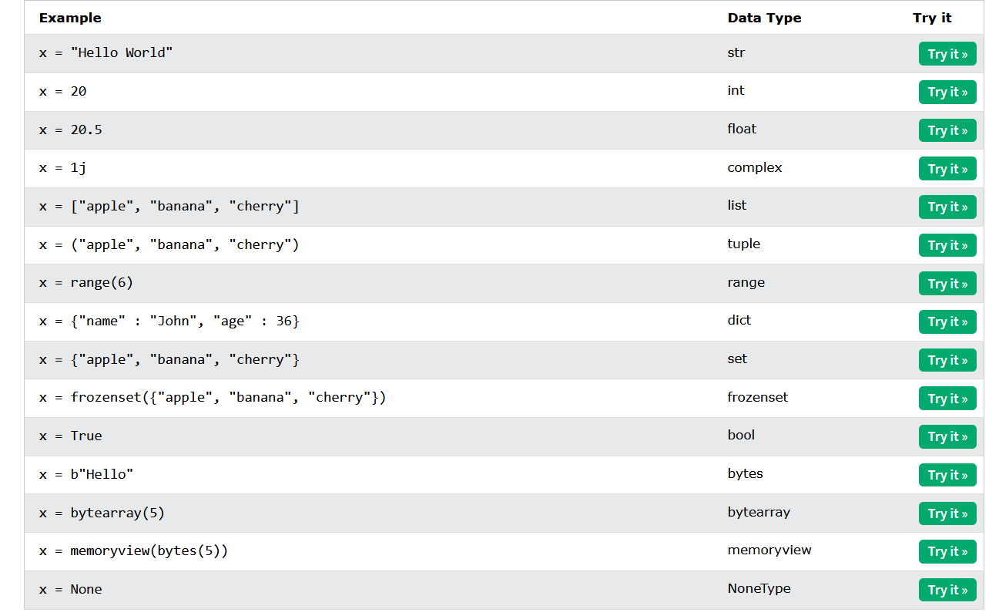 Example Data Type Try it
x = "Hello World" str Try it »
x = 20 int Try it »
x = 20.5 float Try it »
x = 1j complex Try it »
x = ["apple", "banana", "cherry"] list Try it »
x = ("apple", "banana", "cherry") tuple Try it »
x = range(6) range Try it »
x = {"name" : "John", "age" : 36} dict Try it »
x = {"apple", "banana", "cherry"} set Try it »
x = frozenset({"apple", "banana", "cherry"}) frozenset Try it »
x = True bool Try it »
x = b"Hello" bytes Try it »
x = bytearray(5) bytearray Try it »
x = memoryview(bytes(5)) memoryview Try it »
x = None NoneType Try it »